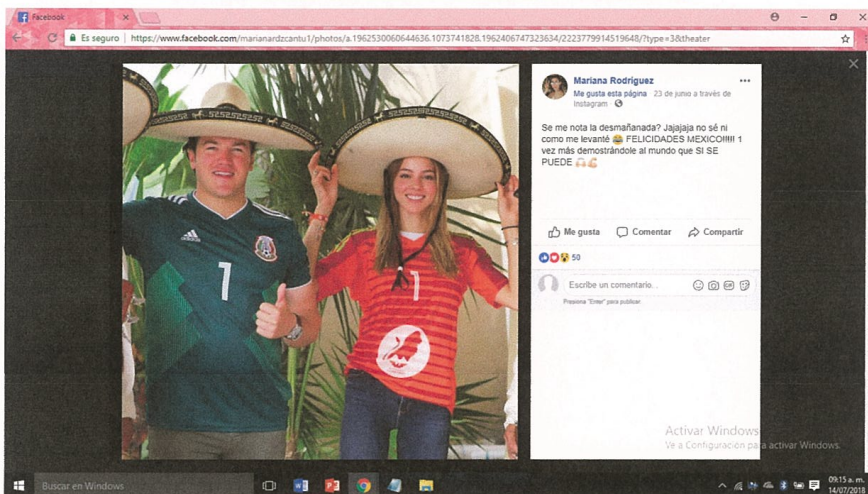 Facebook
Es seguro | https://www.facebook.com/marianardzcantu1/photos/a.1962530060644636.1073741828.1962406747323634/2223779914519648/?type=3&theater
Mariana Rodríguez
Me gusta esta página · 23 de junio a través de
Instagram ·
Se me nota la desmañanada? Jajajaja no sé ni
como me levanté 😂 FELICIDADES MEXICO!!!!! 1
vez más demostrándole al mundo que SI SE
PUEDE
Me gusta Comentar Compartir
50
Escribe un comentario...
Presiona "Enter" para publicar.
1
1
Activar Windows
Ve a Configuración para activar Windows.
Buscar en Windows
09:15 a. m.
14/07/2018